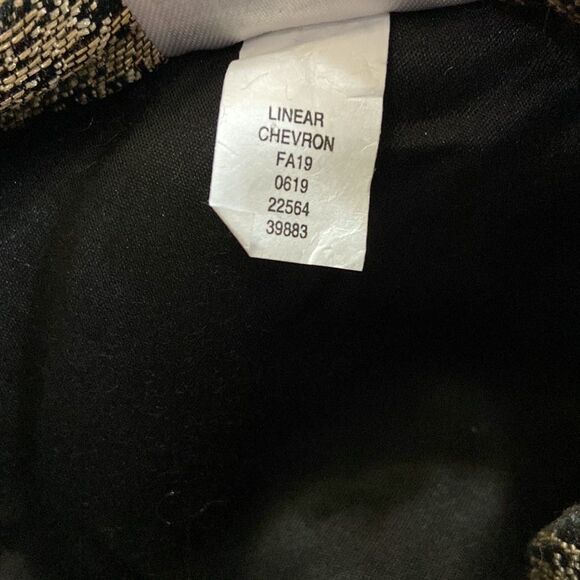 LINEAR
CHEVRON
FA19
0619
22564
39883